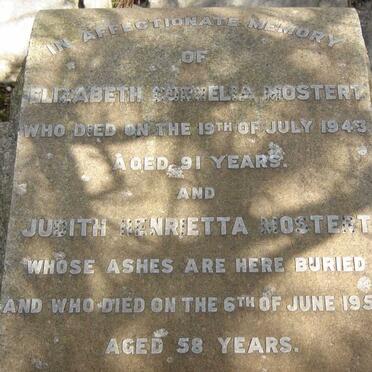 IN AFFECTIONATE MEMORY
OF
ELIZABETH CORNELIA MOSTERT
WHO DIED ON THE 19TH OF JULY
AGED 91 YEARS.
AND
JUDITH HENRIETTA MOSTERT
WHOSE ASHES ARE HERE BURIED
AND WHO DIED ON THE 6TH OF JUNE
AGED 58 YEARS.